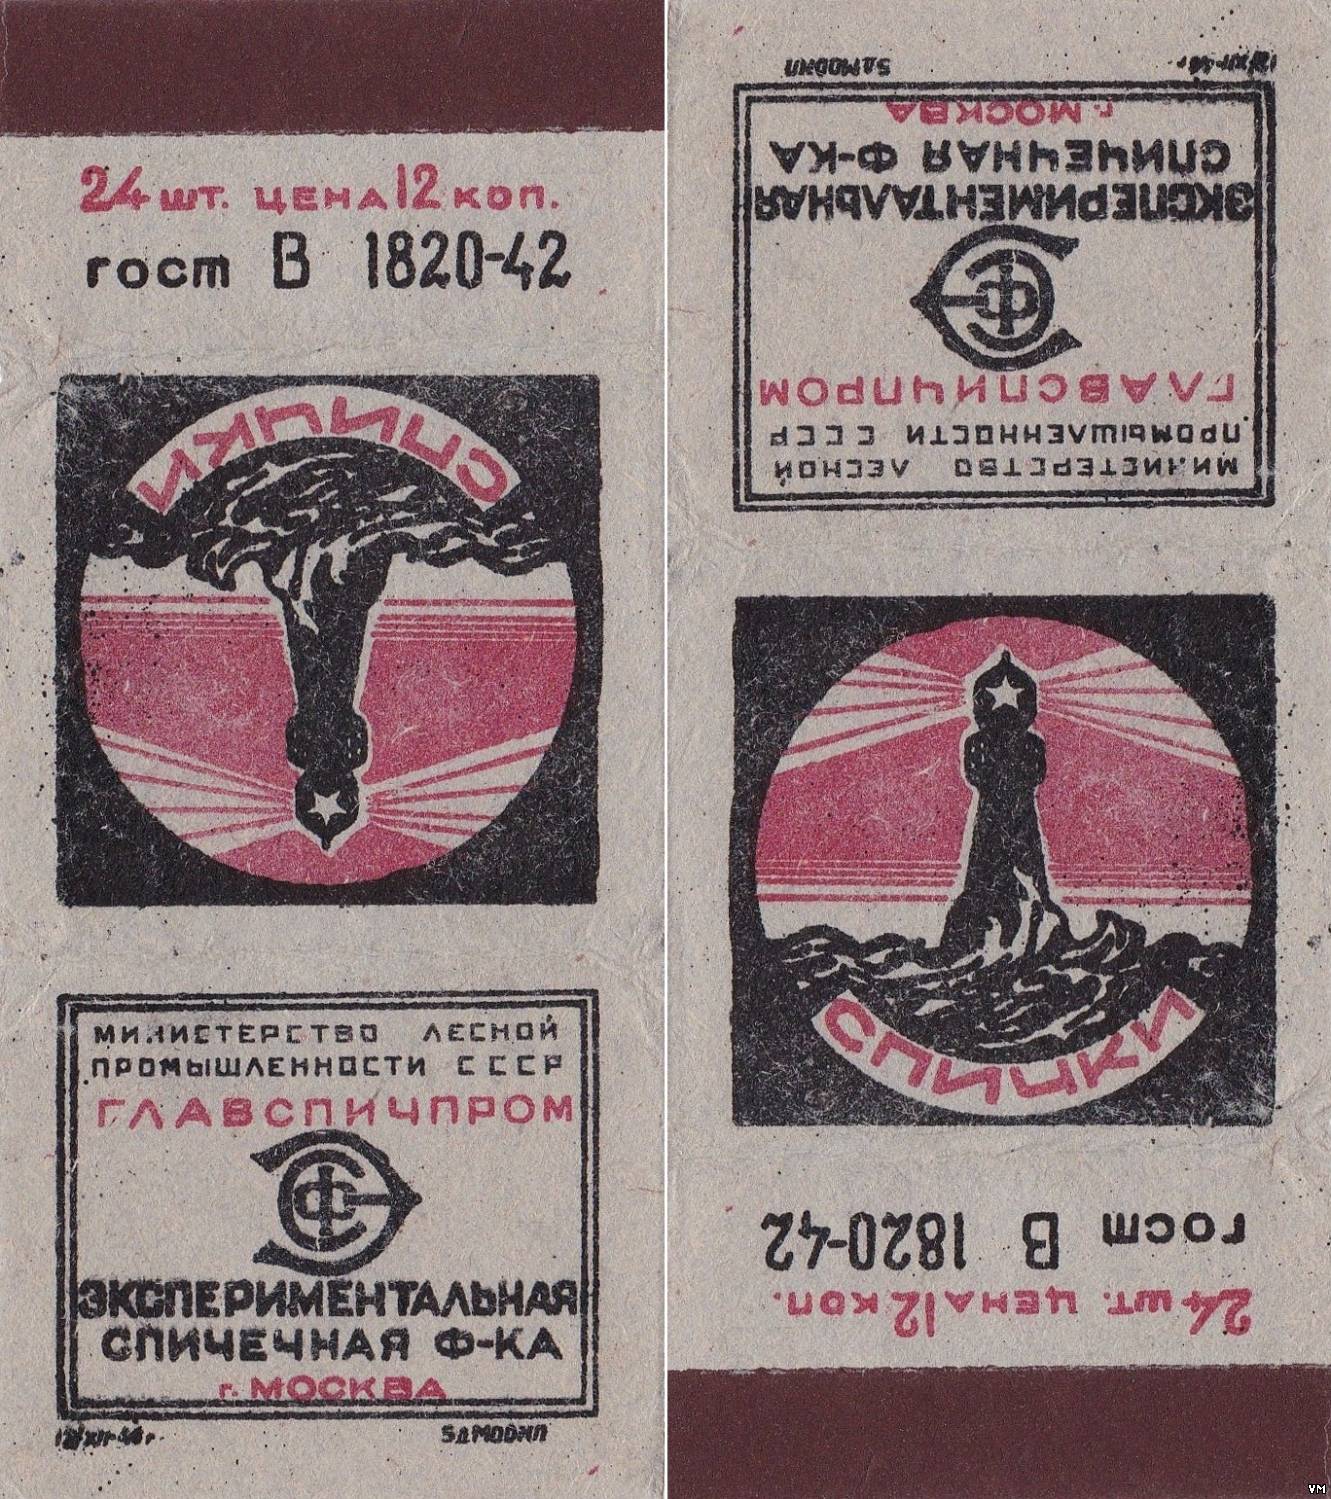 24 шт. ЦЕНА 12 КОП.
гост В 1820-42
СПИЧКИ
МИНИСТЕРСТВО ЛЕСНОЙ
ПРОМЫШЛЕННОСТИ СССР
ГЛАВСПИЧПРОМ
ЭКСПЕРИМЕНТАЛЬНАЯ
СПИЧЕЧНАЯ Ф-КА
г. МОСКВА
МИНИСТЕРСТВО ЛЕСНОЙ
ПРОМЫШЛЕННОСТИ СССР
ГЛАВСПИЧПРОМ
ЭКСПЕРИМЕНТАЛЬНАЯ
СПИЧЕЧНАЯ Ф-КА
г. МОСКВА
СПИЧКИ
гост В 1820-42
24 шт. ЦЕНА 12 КОП.
VM